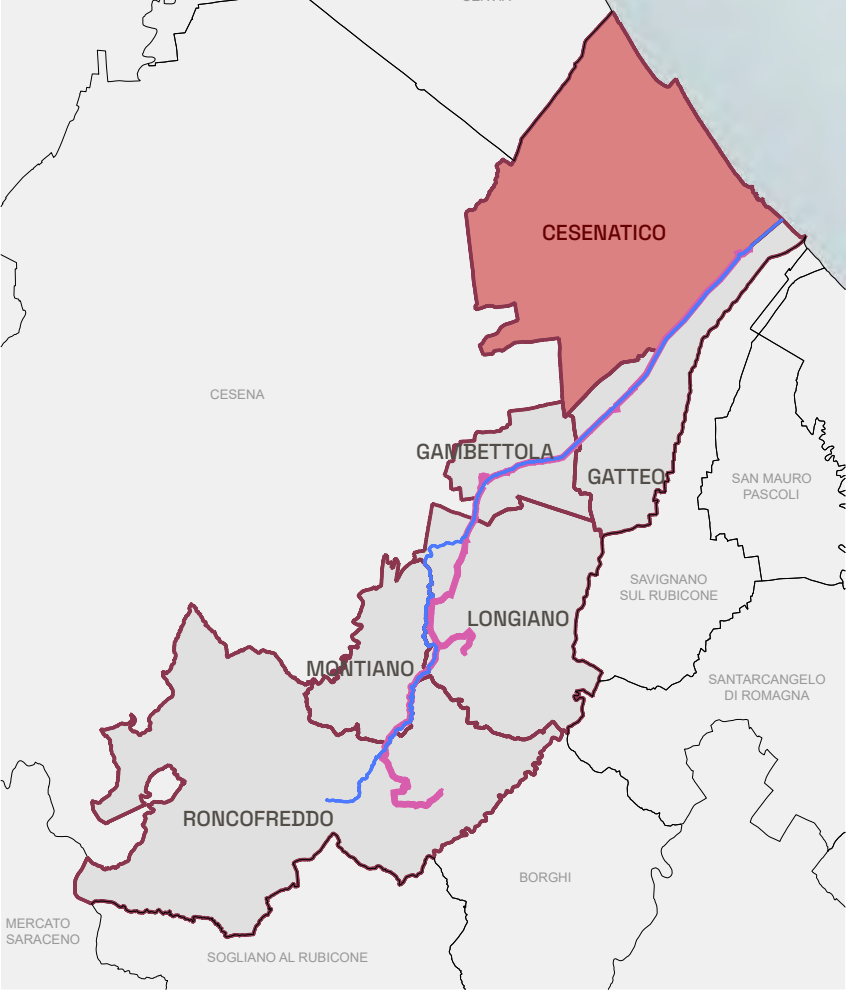 CESENATICO
CESENA
GAMBETTOLA
GATTEO
SAN MAURO
PASCOLI
SAVIGNANO
SUL RUBICONE
LONGIANO
MONTIANO
SANTARCANGELO
DI ROMAGNA
RONCOFREDDO
BORGHI
MERCATO
SARACENO
SOGLIANO AL RUBICONE